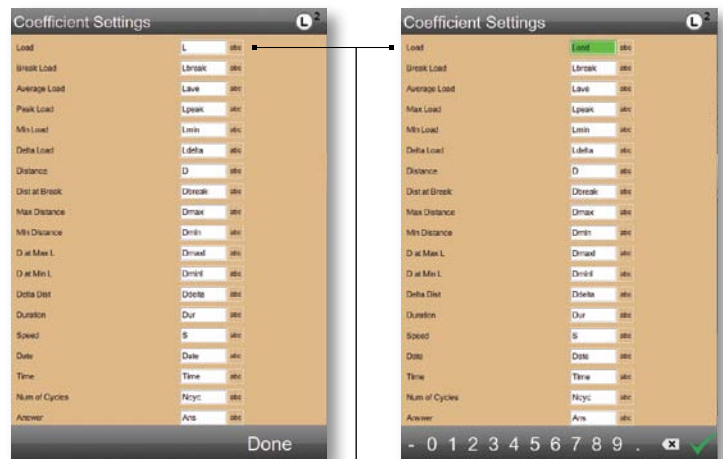 Coefficient Settings L2
Load L abc
Break Load Lbreak abc
Average Load Lave abc
Peak Load Lpeak abc
Min Load Lmin abc
Delta Load Ldelta abc
Distance D abc
Dist at Break Dbreak abc
Max Distance Dmax abc
Min Distance Dmin abc
D at Max L Dmaxl abc
D at Min L Dminl abc
Delta Dist Ddelta abc
Duration Dur abc
Speed S abc
Date Date abc
Time Time abc
Num of Cycles Ncyc abc
Answer Ans abc
Done
Coefficient Settings L2
Load Load abc
Break Load Lbreak abc
Average Load Lave abc
Max Load Lpeak abc
Min Load Lmin abc
Delta Load Ldelta abc
Distance D abc
Dist at Break Dbreak abc
Max Distance Dmax abc
Min Distance Dmin abc
D at Max L Dmaxl abc
D at Min L Dminl abc
Delta Dist Ddelta abc
Duration Dur abc
Speed S abc
Date Date abc
Time Time abc
Num of Cycles Ncyc abc
Answer Ans abc
- 0 1 2 3 4 5 6 7 8 9 .